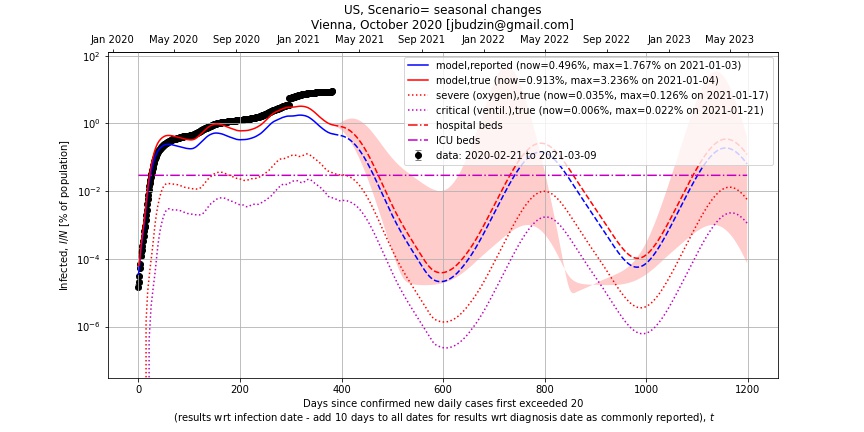 US, Scenario= seasonal changes
Vienna, October 2020 [jbudzin@gmail.com]
Jan 2020 May 2020 Sep 2020 Jan 2021 May 2021 Sep 2021 Jan 2022 May 2022 Sep 2022 Jan 2023 May 2023
model,reported (now=0.496%, max=1.767% on 2021-01-03)
model,true (now=0.913%, max=3.236% on 2021-01-04)
severe (oxygen),true (now=0.035%, max=0.126% on 2021-01-17)
critical (ventil.),true (now=0.006%, max=0.022% on 2021-01-21)
hospital beds
ICU beds
data: 2020-02-21 to 2021-03-09
Infected, I/N [% of population]
10²
10⁰
10⁻²
10⁻⁴
10⁻⁶
0 200 400 600 800 1000 1200
Days since confirmed new daily cases first exceeded 20
(results wrt infection date - add 10 days to all dates for results wrt diagnosis date as commonly reported), t